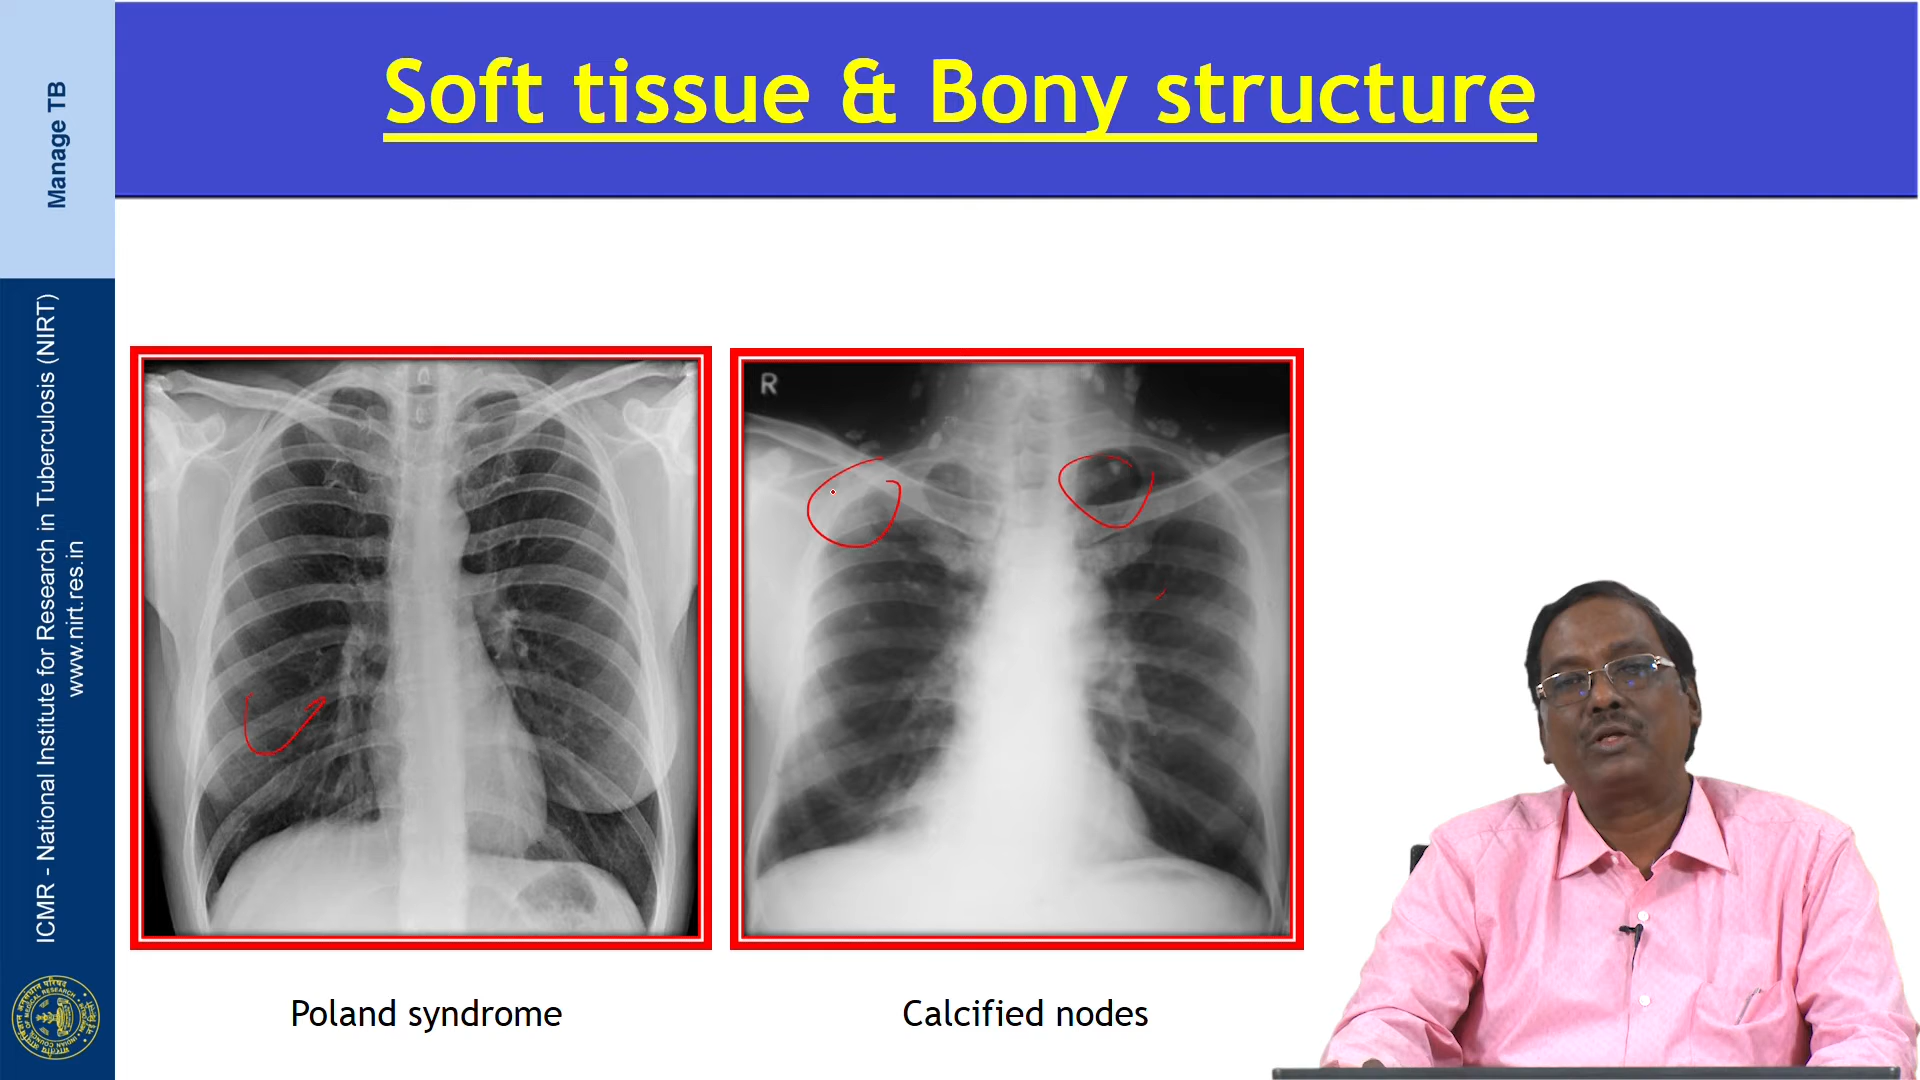 Manage TB
ICMR - National Institute for Research in Tuberculosis (NIRT)
www.nirt.res.in
Soft tissue & Bony structure
R
Poland syndrome
Calcified nodes